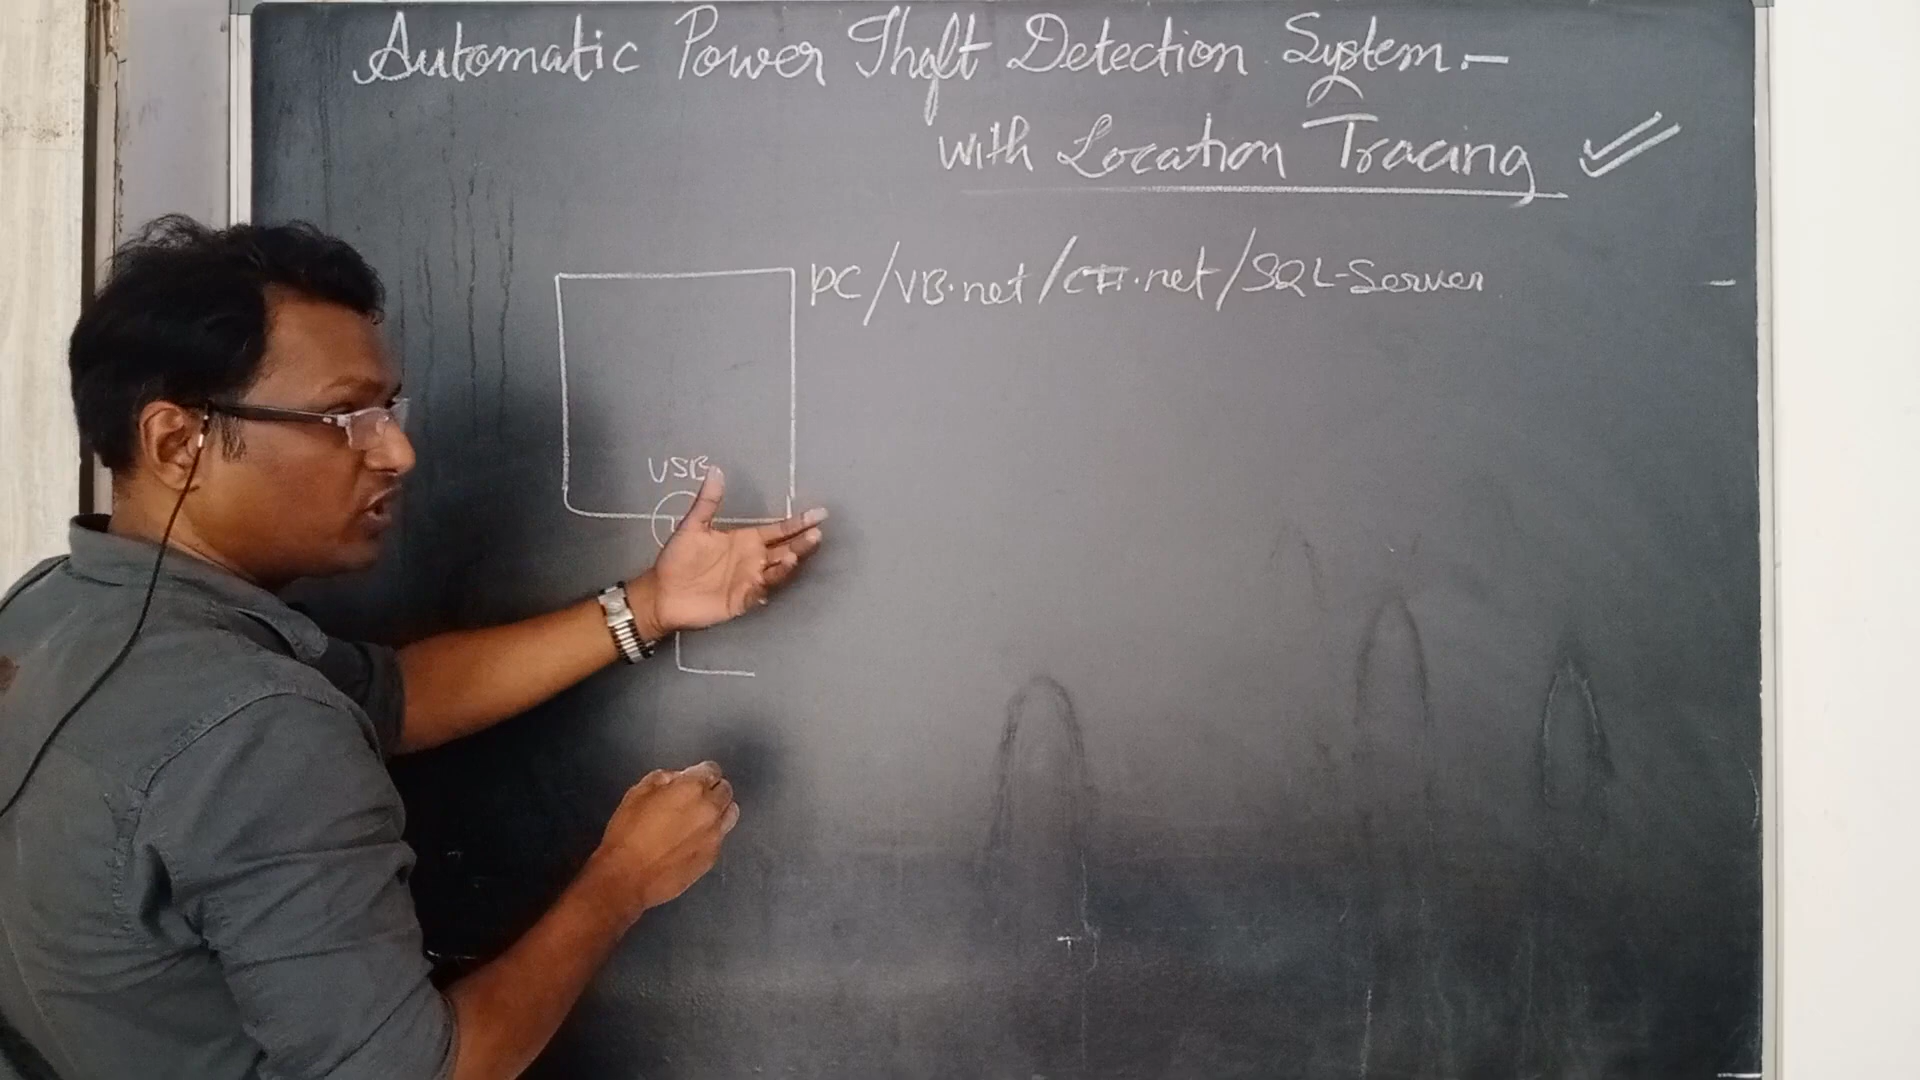 Automatic Power Theft Detection System:-
with Location Tracing
PC/VB.net/C#.net/SQL-Server
USB